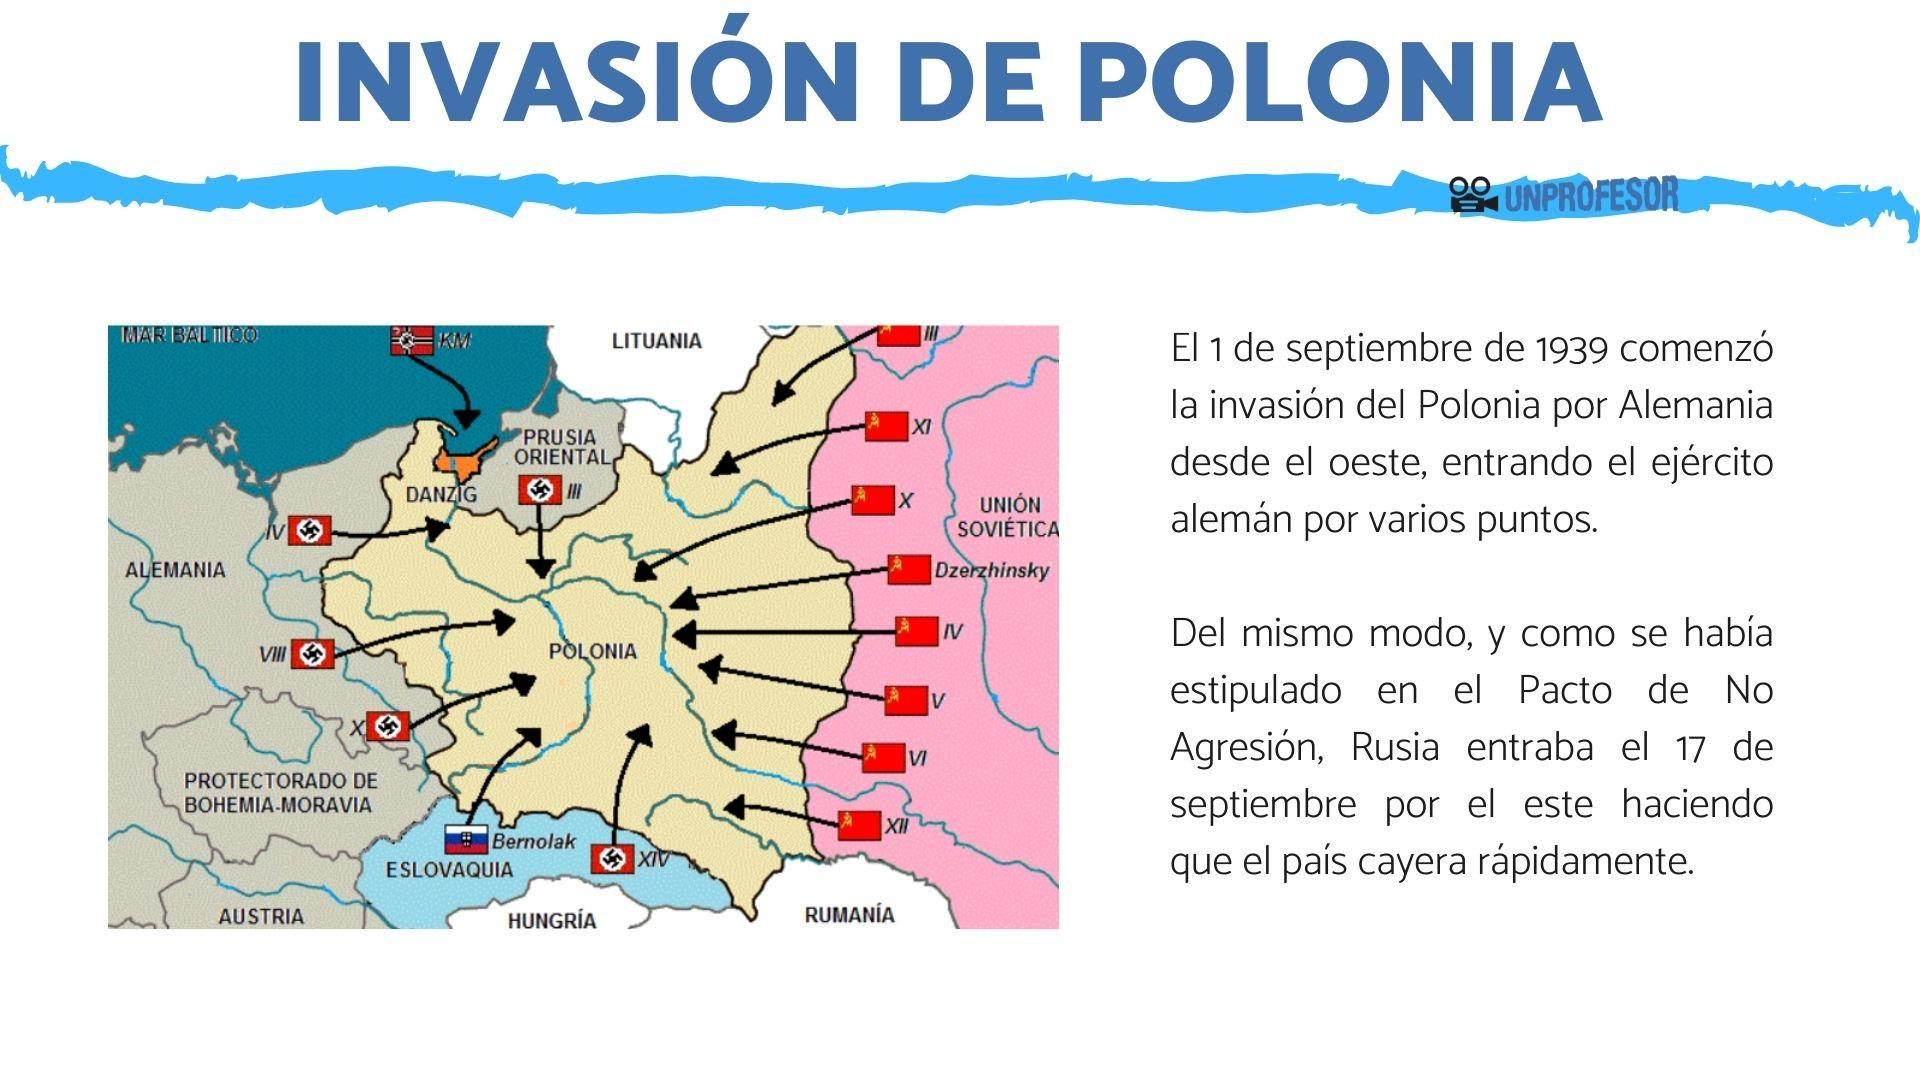 INVASIÓN DE POLONIA
UNPROFESOR
MAR BALTICO
KM
LITUANIA
III
XI
PRUSIA
ORIENTAL
III
DANZIG
X
UNIÓN
SOVIÉTICA
IV
ALEMANIA
Dzerzhinsky
IV
VIII
POLONIA
V
X
VI
PROTECTORADO DE
BOHEMIA-MORAVIA
XII
Bernolak
XIV
ESLOVAQUIA
AUSTRIA
HUNGRÍA
RUMANÍA
El 1 de septiembre de 1939 comenzó
la invasión del Polonia por Alemania
desde el oeste, entrando el ejército
alemán por varios puntos.
Del mismo modo, y como se había
estipulado en el Pacto de No
Agresión, Rusia entraba el 17 de
septiembre por el este haciendo
que el país cayera rápidamente.